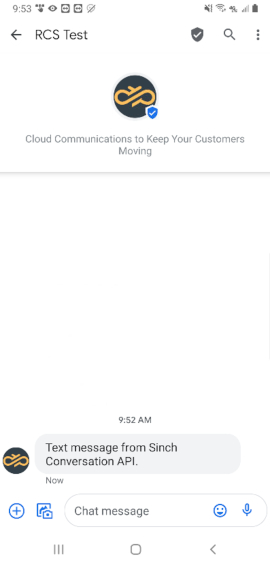 9:53
RCS Test
Cloud Communications to Keep Your Customers
Moving
9:52 AM
Text message from Sinch
Conversation API.
Now
Chat message